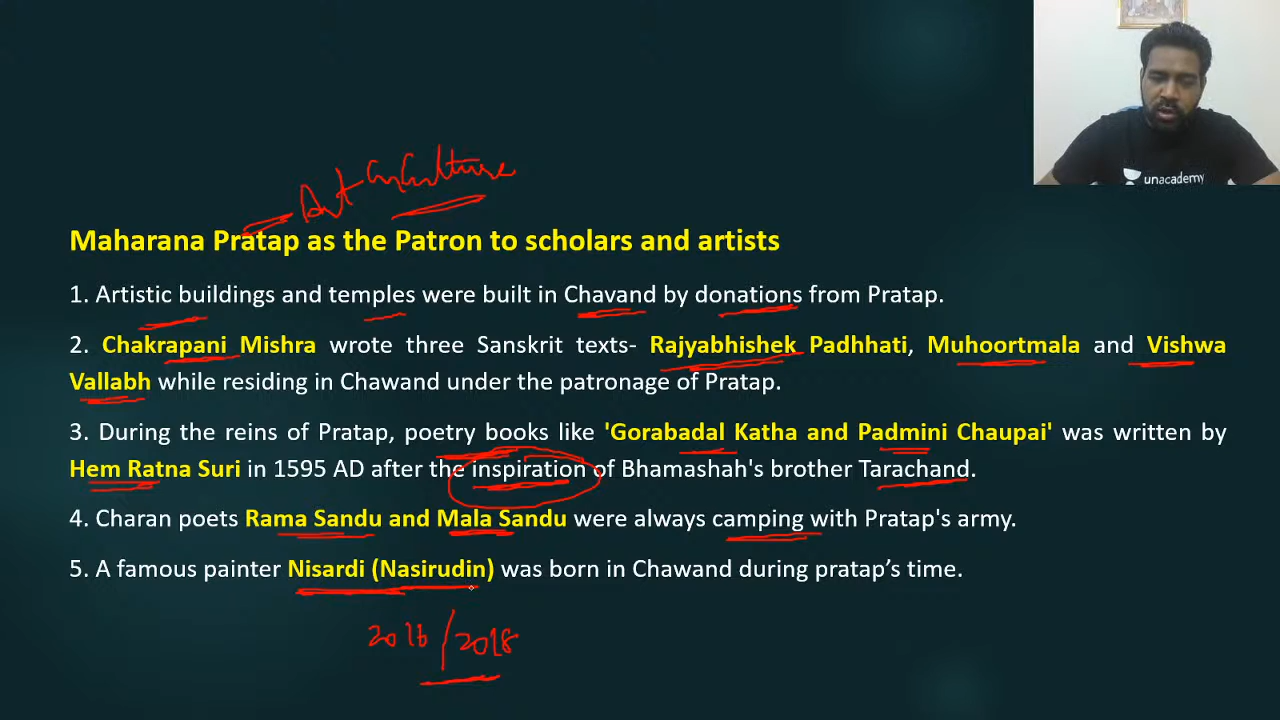 unacademy
Art & Culture
Maharana Pratap as the Patron to scholars and artists
1. Artistic buildings and temples were built in Chavand by donations from Pratap.
2. Chakrapani Mishra wrote three Sanskrit texts- Rajyabhishek Padhhati, Muhoortmala and Vishwa
Vallabh while residing in Chawand under the patronage of Pratap.
3. During the reins of Pratap, poetry books like 'Gorabadal Katha and Padmini Chaupai' was written by
Hem Ratna Suri in 1595 AD after the inspiration of Bhamashah's brother Tarachand.
4. Charan poets Rama Sandu and Mala Sandu were always camping with Pratap's army.
5. A famous painter Nisardi (Nasirudin) was born in Chawand during pratap’s time.
2016/2018